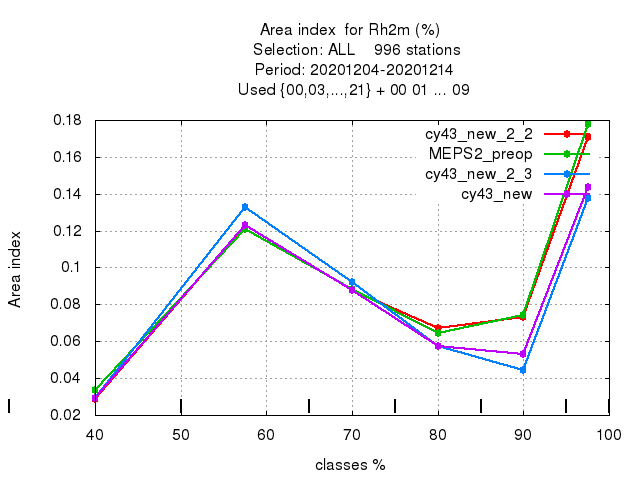 Area index  for Rh2m (%)
Selection: ALL    996 stations
Period: 20201204-20201214
Used {00,03,...,21} + 00 01 ... 09
cy43_new_2_2
MEPS2_preop
cy43_new_2_3
cy43_new
0.18
0.16
0.14
0.12
0.1
0.08
0.06
0.04
0.02
Area index
40 50 60 70 80 90 100
classes %